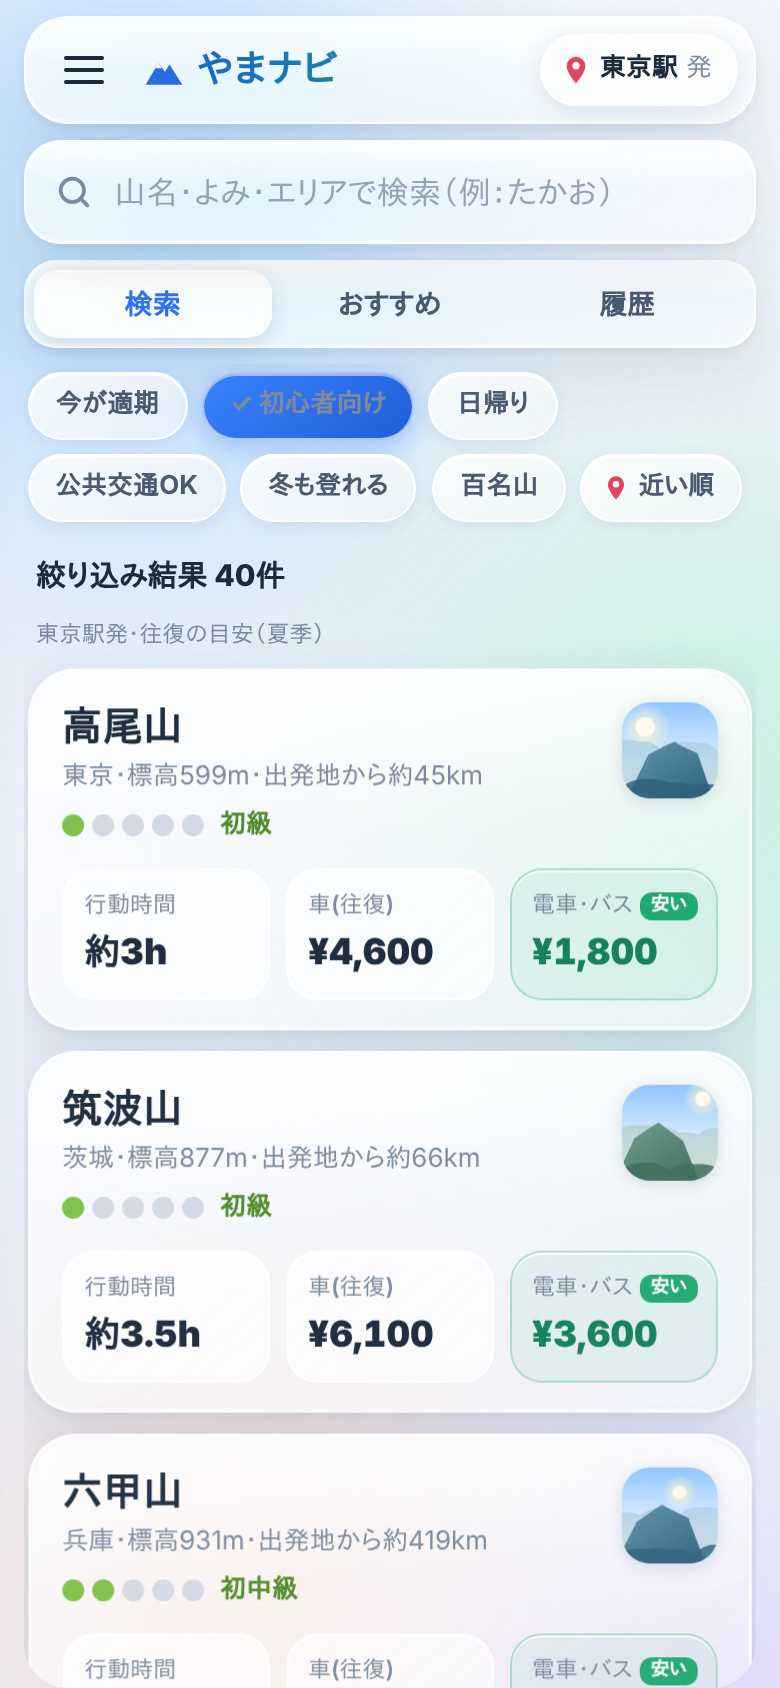 やまナビ
東京駅 発
山名・よみ・エリアで検索（例：たかお）
検索 おすすめ 履歴
今が適期 ✓ 初心者向け 日帰り
公共交通OK 冬も登れる 百名山 近い順
絞り込み結果 40件
東京駅発・往復の目安（夏季）
高尾山
東京・標高599m・出発地から約45km
初級
行動時間 車(往復) 電車・バス 安い
約3h ¥4,600 ¥1,800
筑波山
茨城・標高877m・出発地から約66km
初級
行動時間 車(往復) 電車・バス 安い
約3.5h ¥6,100 ¥3,600
六甲山
兵庫・標高931m・出発地から約419km
初中級
行動時間 車(往復) 電車・バス 安い